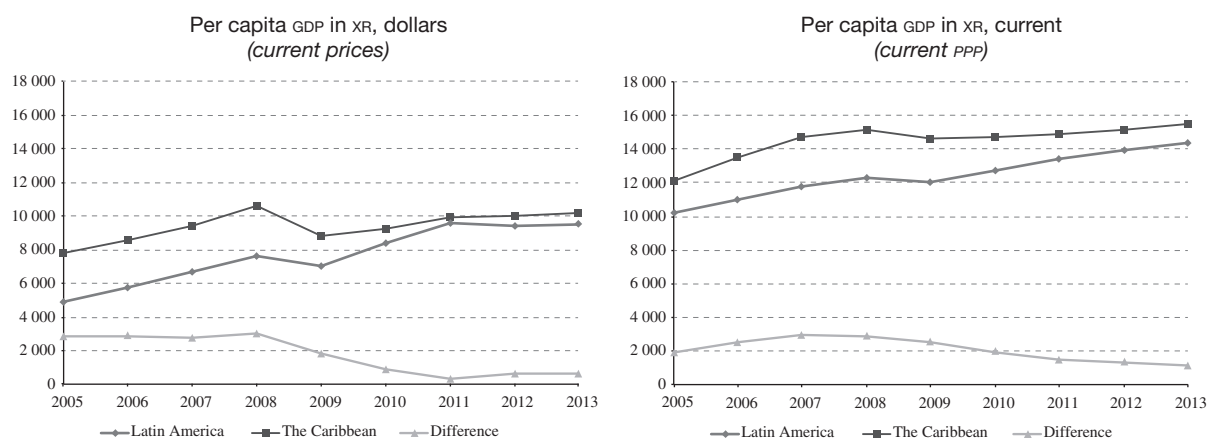 Per capita GDP in XR, dollars
(current prices)
18 000
16 000
14 000
12 000
10 000
8 000
6 000
4 000
2 000
0
2005 2006 2007 2008 2009 2010 2011 2012 2013
Latin America The Caribbean Difference
Per capita GDP in XR, current
(current PPP)
18 000
16 000
14 000
12 000
10 000
8 000
6 000
4 000
2 000
0
2005 2006 2007 2008 2009 2010 2011 2012 2013
Latin America The Caribbean Difference